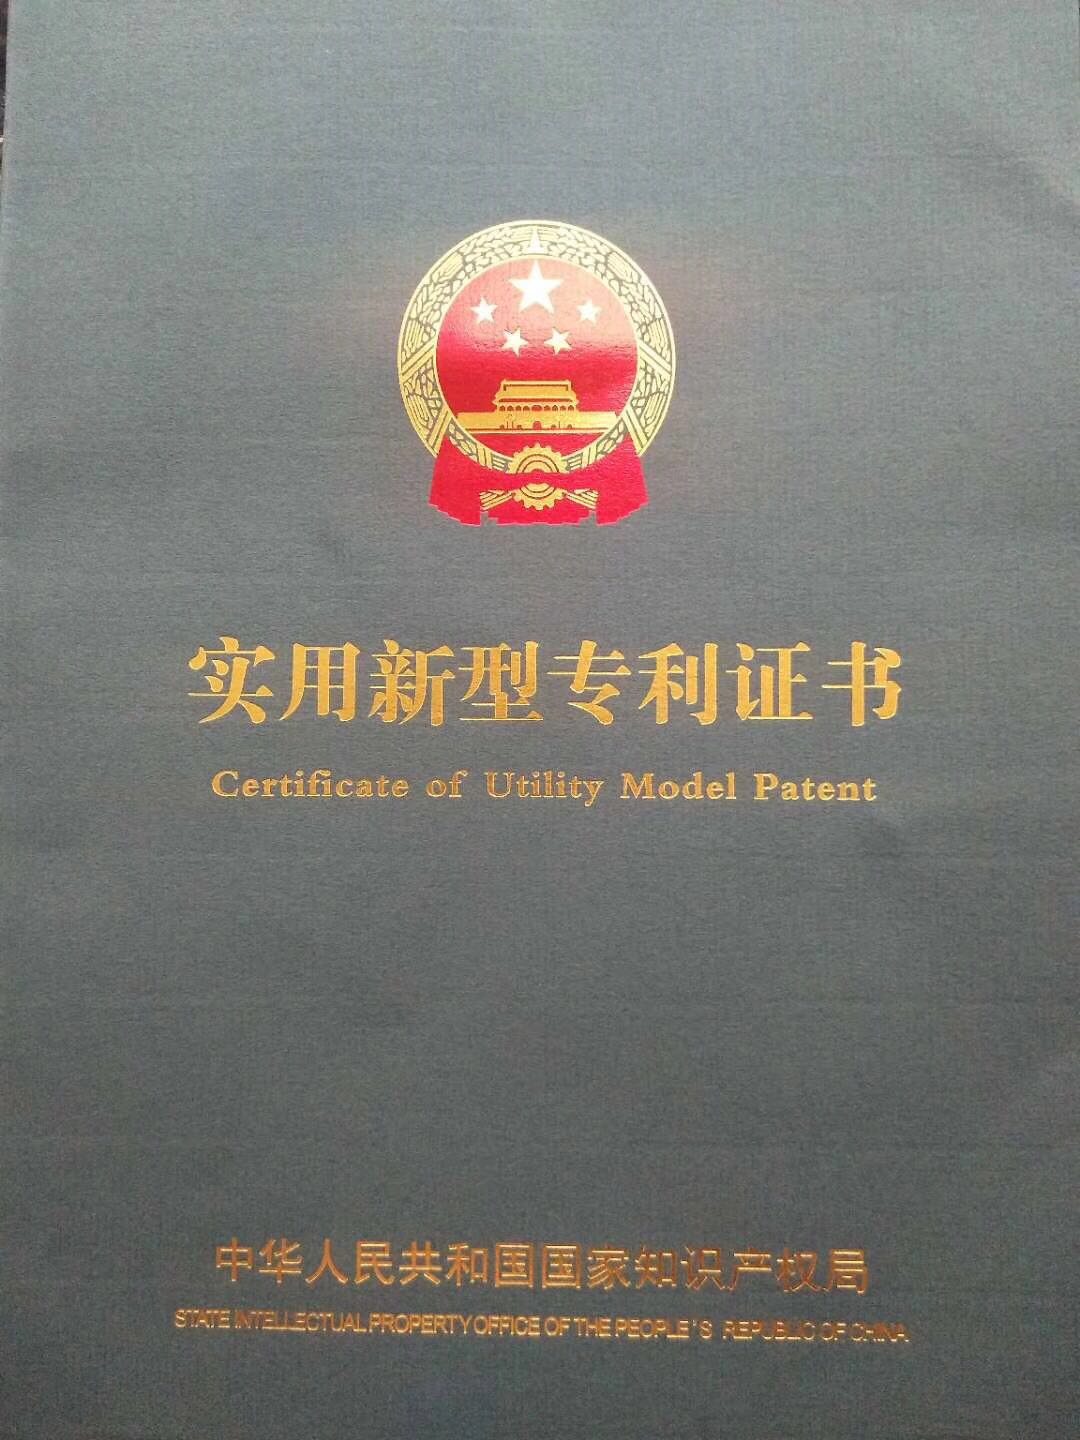 实用新型专利证书
Certificate of Utility Model Patent
中华人民共和国国家知识产权局
STATE INTELLECTUAL PROPERTY OFFICE OF THE PEOPLE'S REPUBLIC OF CHINA